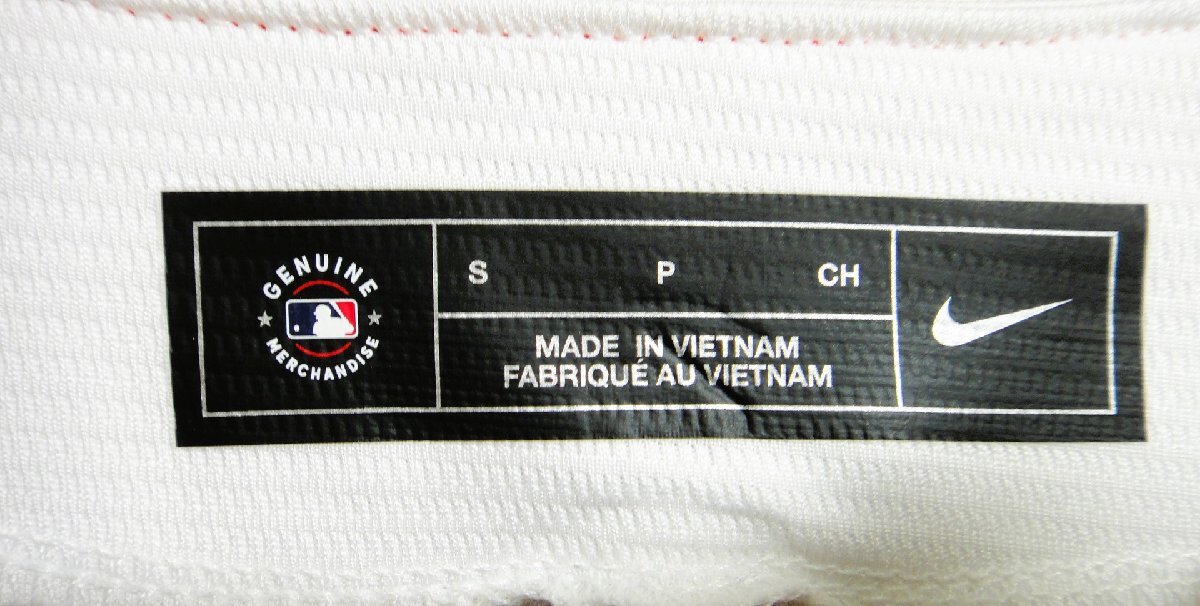 GENUINE
MERCHANDISE
S P CH
MADE IN VIETNAM
FABRIQUÉ AU VIETNAM